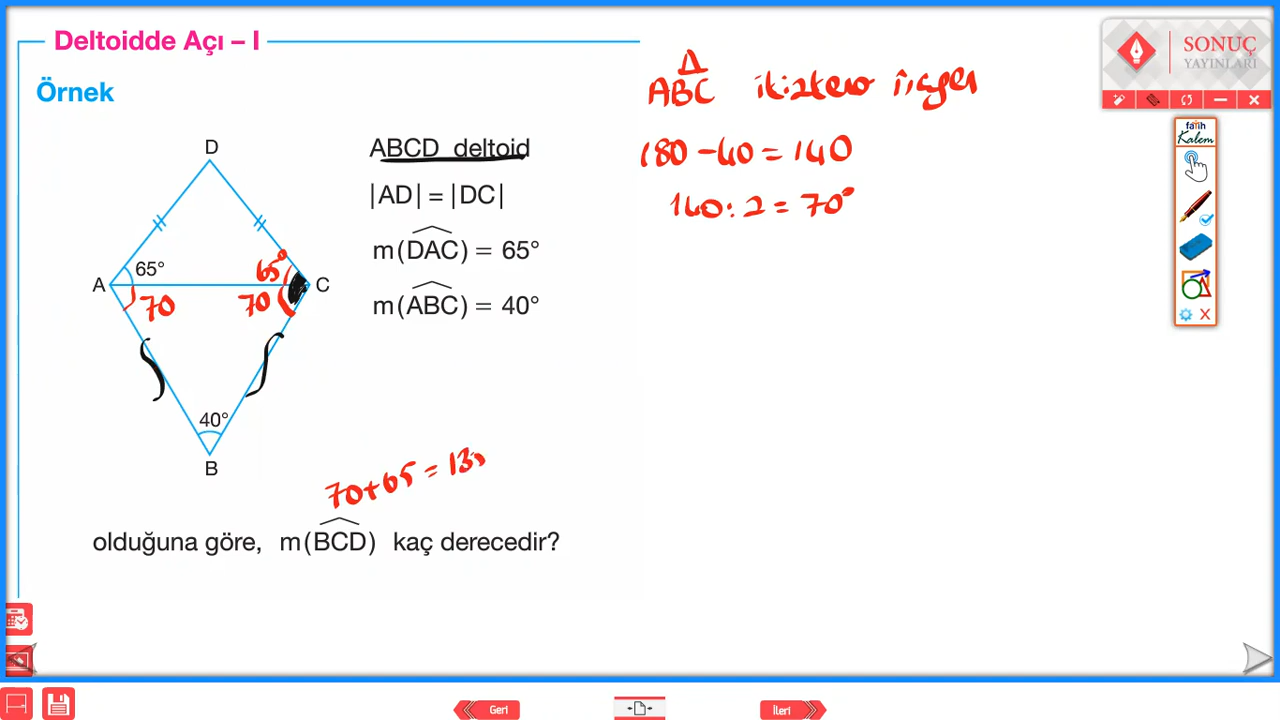 Deltoidde Açı – I
SONUÇ
YAYINLARI
Örnek
fatih
Kalem
D
65°
A
C
65°
70
70
40°
B
ABCD deltoid
|AD| = |DC|
m(DAC) = 65°
m(ABC) = 40°
ABC ikizkenar üçgen
180 - 40 = 140
140 : 2 = 70°
70 + 65 = 135
olduğuna göre, m(BCD) kaç derecedir?
Geri
İleri